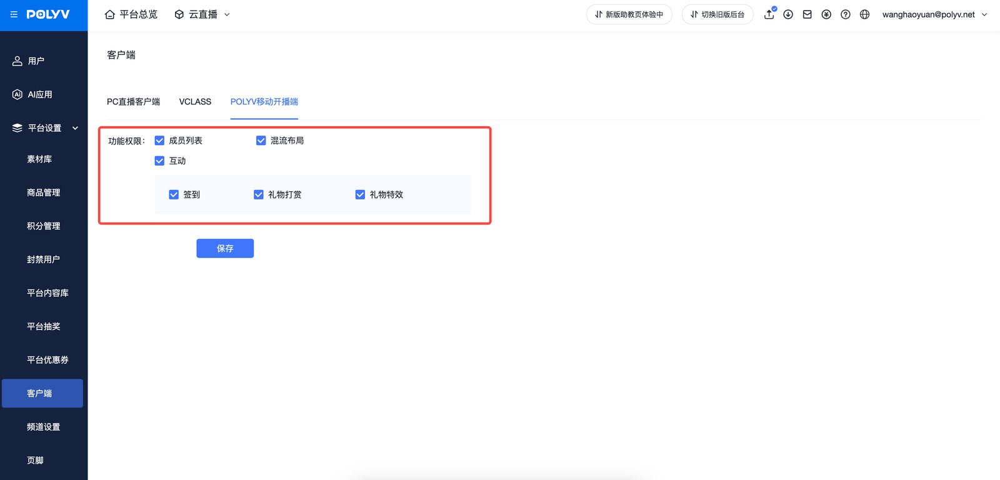 POLYV 平台总览 云直播 新版助教页体验中 切换旧版后台 wanghaoyuan@polyv.net
用户
AI应用
平台设置
素材库
商品管理
积分管理
封禁用户
平台内容库
平台抽奖
平台优惠券
客户端
频道设置
页脚
客户端
PC直播客户端 VCLASS POLYV移动开播端
功能权限： 成员列表 混流布局
互动
签到 礼物打赏 礼物特效
保存